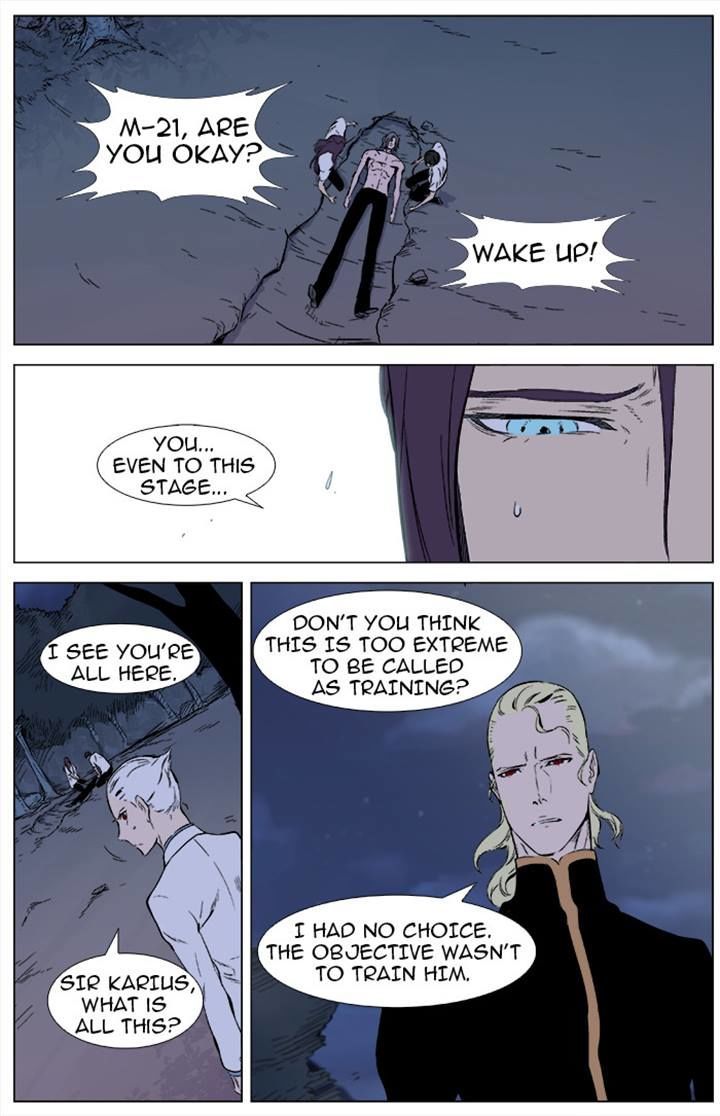 M-21, ARE
YOU OKAY?
WAKE UP!
YOU...
EVEN TO THIS
STAGE...
I SEE YOU'RE
ALL HERE.
SIR KARIUS,
WHAT IS
ALL THIS?
DON'T YOU THINK
THIS IS TOO EXTREME
TO BE CALLED
AS TRAINING?
I HAD NO CHOICE.
THE OBJECTIVE WASN'T
TO TRAIN HIM.